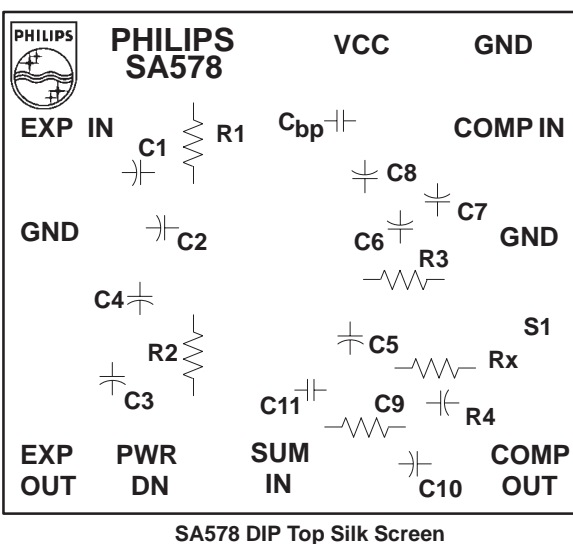 PHILIPS
PHILIPS
SA578
VCC
GND
EXP IN
C1
R1
Cbp
COMP IN
C8
C7
GND
C2
C6
GND
R3
C4
S1
R2
C5
Rx
C3
C11
C9
R4
EXP
OUT
PWR
DN
SUM
IN
C10
COMP
OUT
SA578 DIP Top Silk Screen